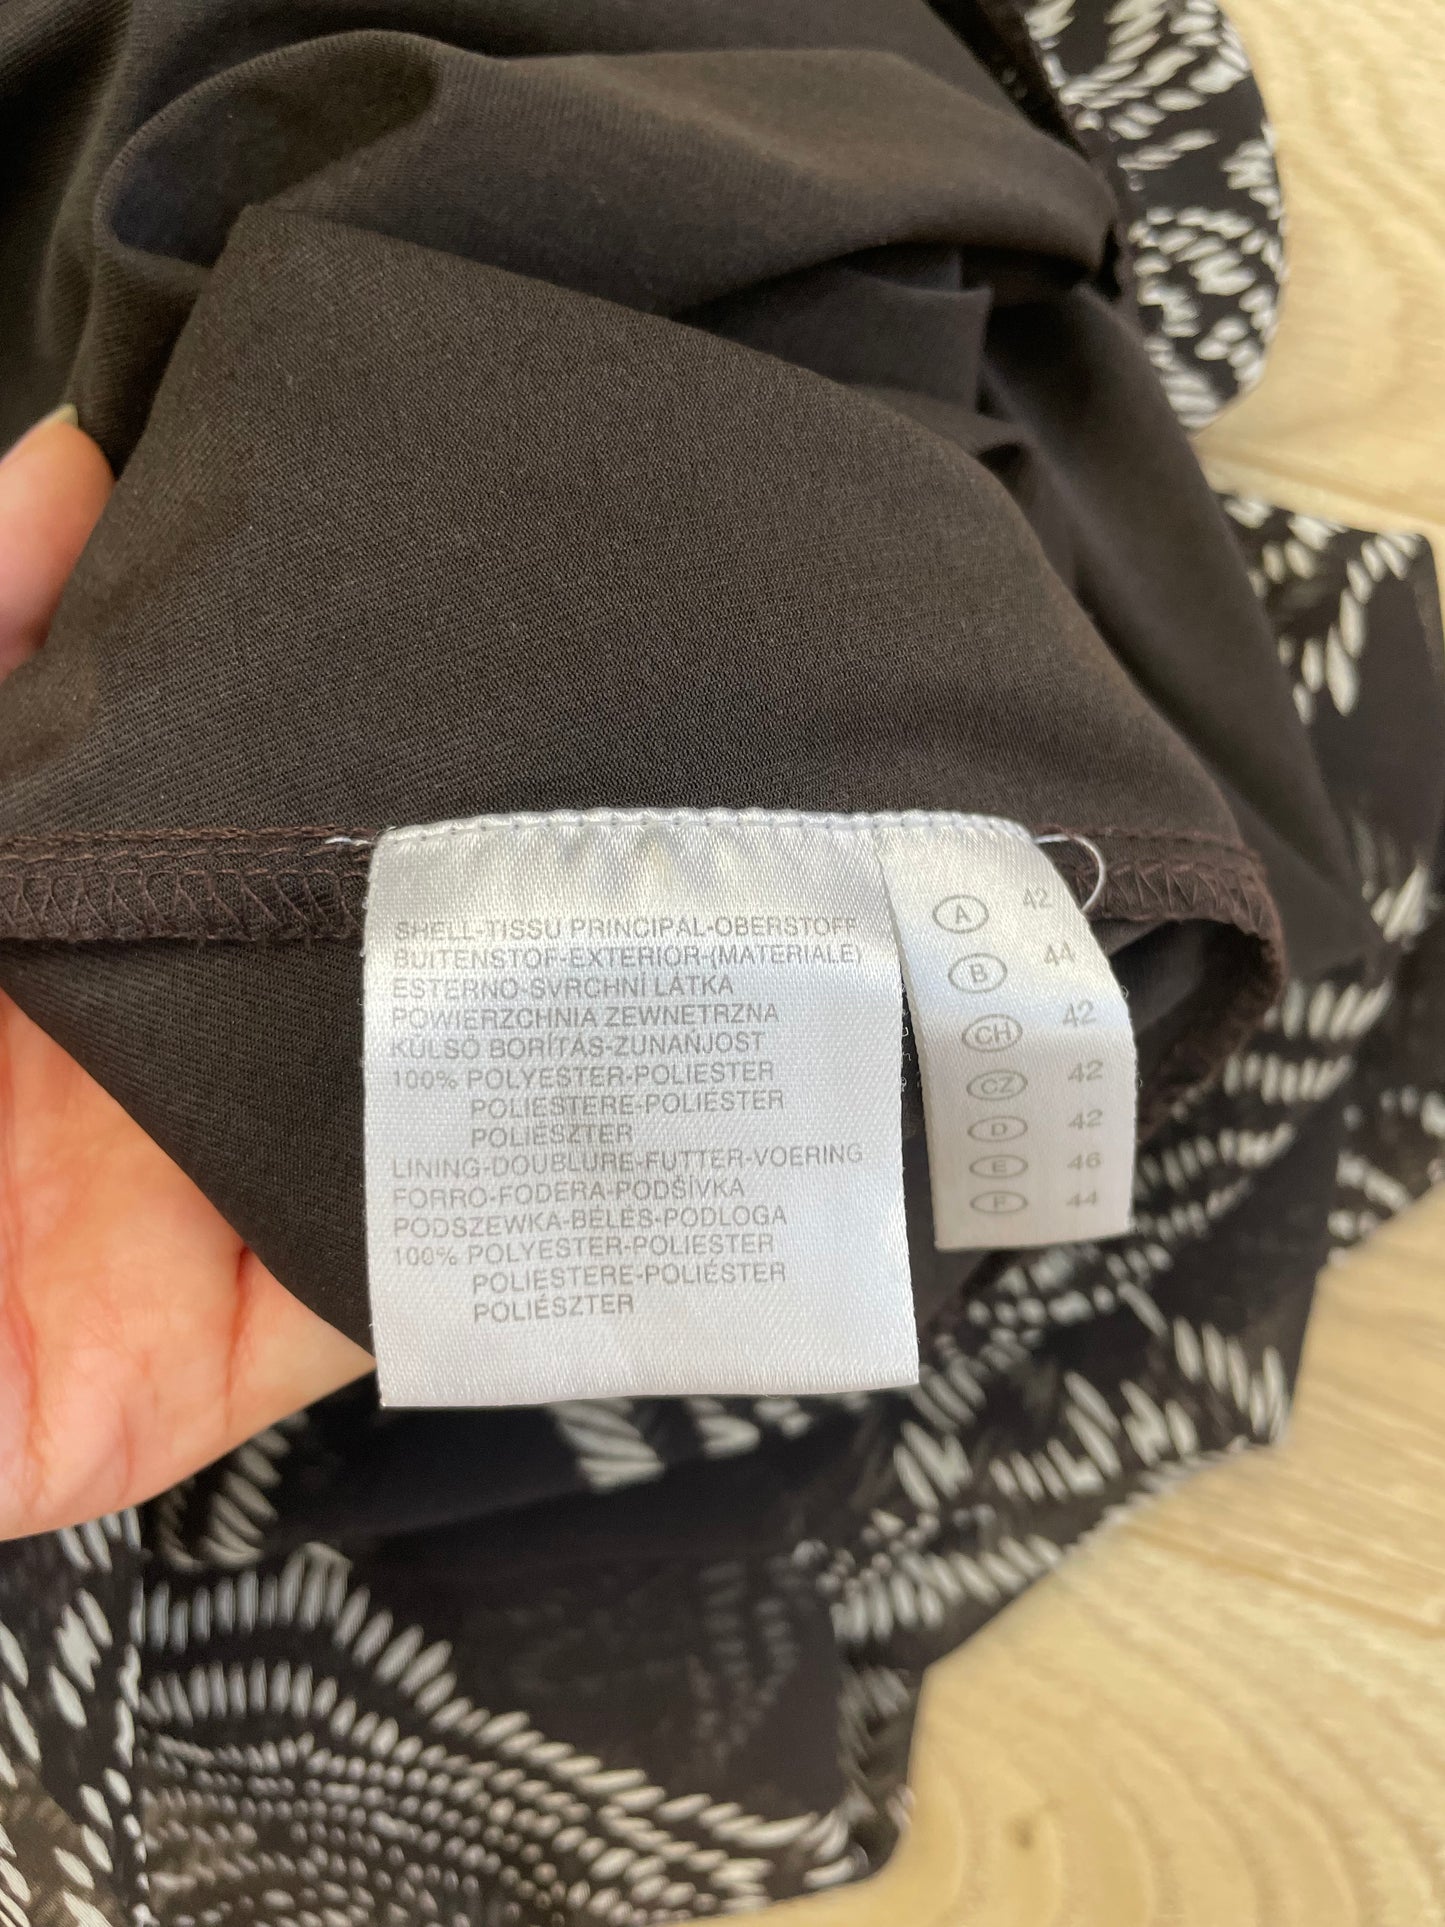 SHELL-TISSU PRINCIPAL-OBERSTOFF
BUITENSTOF-EXTERIOR-(MATERIALE)
ESTERNO-SVRCHNÍ LÁTKA
POWIERZCHNIA ZEWNETRZNA
KÜLSŐ BORÍTÁS-ZUNAŇJOST
100% POLYESTER-POLIESTER
POLIESTERE-POLIESTER
POLIÉSZTER
LINING-DOUBLURE-FUTTER-VOERING
FORRO-FODERA-PODŠÍVKA
PODSZEWKA-BÉLÉS-PODLOGA
100% POLYESTER-POLIESTER
POLIESTERE-POLIÉSTER
POLIÉSZTER
A 42
B 44
CH 42
CZ 42
D 42
E 46
F 44